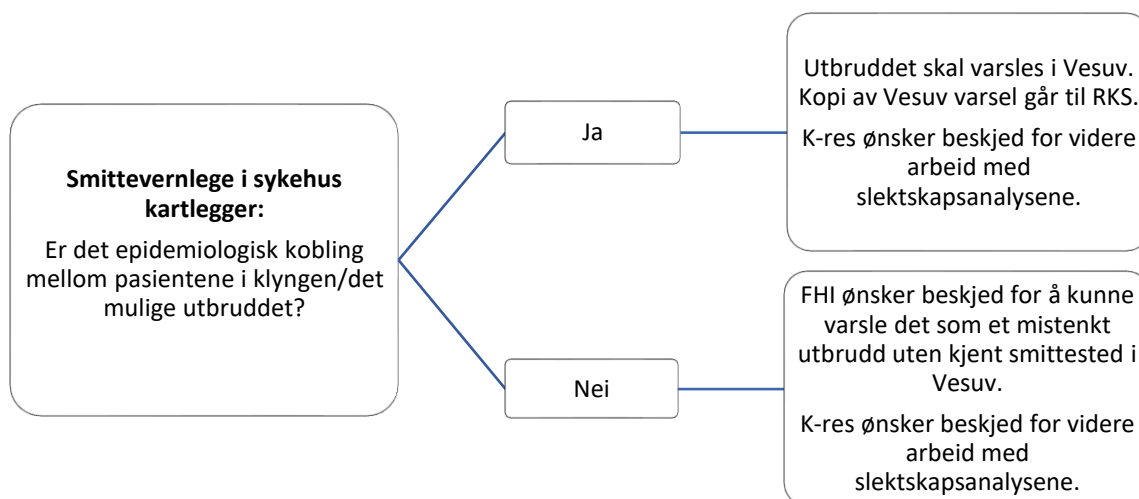 Smittevernlege i sykehus
kartlegger:
Er det epidemiologisk kobling
mellom pasientene i klyngen/det
mulige utbruddet?
Ja
Utbruddet skal varsles i Vesuv.
Kopi av Vesuv varsel går til RKS.
K-res ønsker beskjed for videre
arbeid med
slektskapsanalysene.
Nei
FHI ønsker beskjed for å kunne
varsle det som et mistenkt
utbrudd uten kjent smittested i
Vesuv.
K-res ønsker beskjed for videre
arbeid med
slektskapsanalysene.